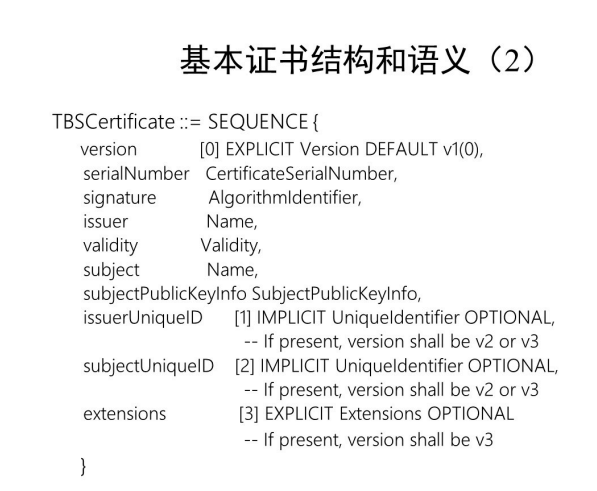 基本证书结构和语义（2）
TBSCertificate ::= SEQUENCE {
version [0] EXPLICIT Version DEFAULT v1(0),
serialNumber CertificateSerialNumber,
signature AlgorithmIdentifier,
issuer Name,
validity Validity,
subject Name,
subjectPublicKeyInfo SubjectPublicKeyInfo,
issuerUniqueID [1] IMPLICIT UniqueIdentifier OPTIONAL,
-- If present, version shall be v2 or v3
subjectUniqueID [2] IMPLICIT UniqueIdentifier OPTIONAL,
-- If present, version shall be v2 or v3
extensions [3] EXPLICIT Extensions OPTIONAL
-- If present, version shall be v3
}